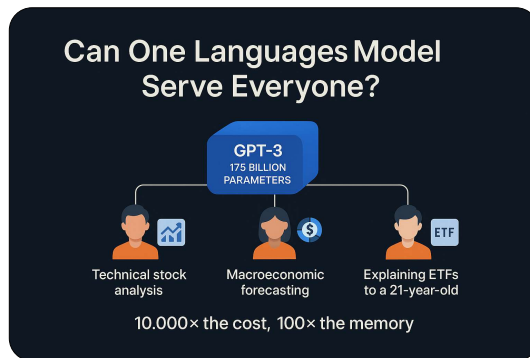 Can One Languages Model
Serve Everyone?
GPT-3
175 BILLION
PARAMETERS
$
ETF
Technical stock
analysis
Macroeconomic
forecasting
Explaining ETFs
to a 21-year-old
10.000× the cost, 100× the memory